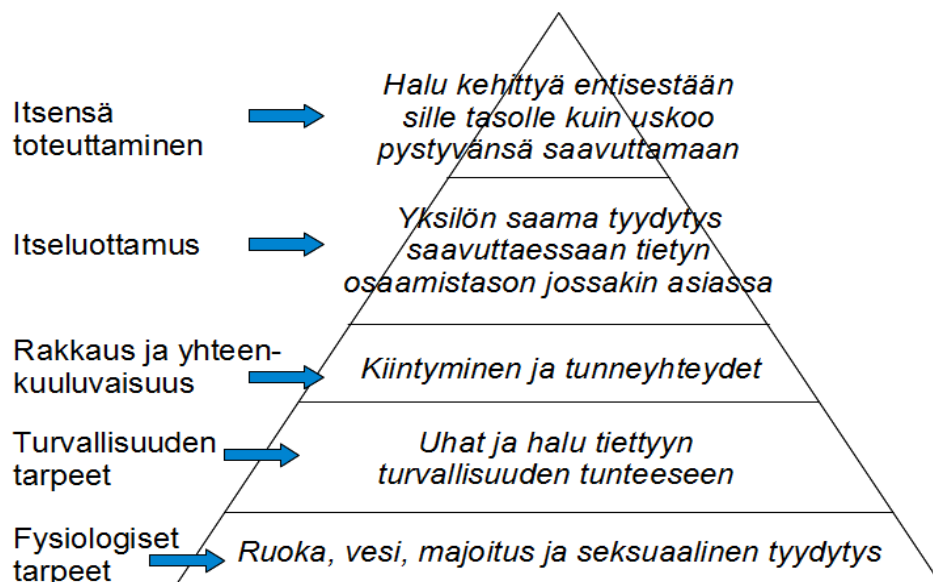 Itsensä
toteuttaminen
Halu kehittyä entisestään
sille tasolle kuin uskoo
pystyvänsä saavuttamaan
Itseluottamus
Yksilön saama tyydytys
saavuttaessaan tietyn
osaamistason jossakin asiassa
Rakkaus ja yhteen-
kuuluvaisuus
Kiintyminen ja tunneyhteydet
Turvallisuuden
tarpeet
Uhat ja halu tiettyyn
turvallisuuden tunteeseen
Fysiologiset
tarpeet
Ruoka, vesi, majoitus ja seksuaalinen tyydytys